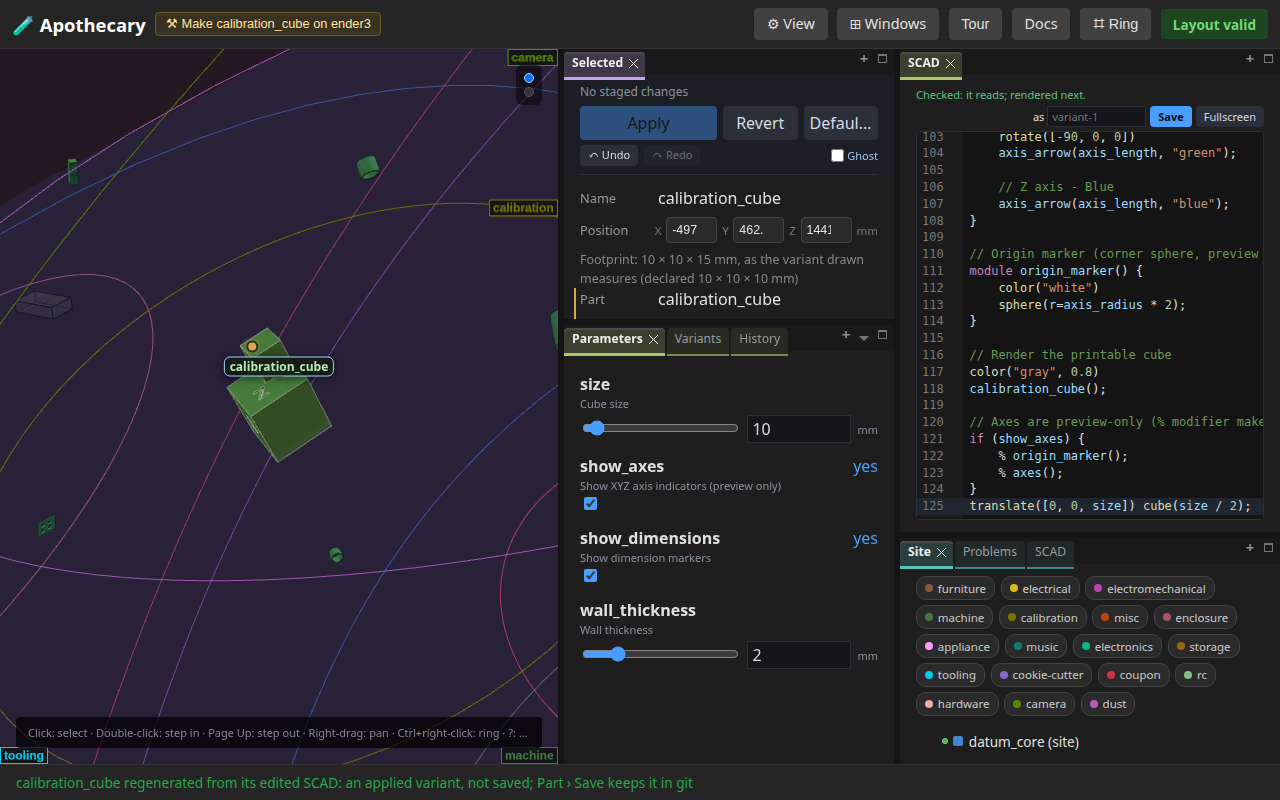 🧪 Apothecary
⚒ Make calibration_cube on ender3
⚙ View
⊞ Windows
Tour
Docs
⌗ Ring
Layout valid
camera
calibration
calibration_cube
Click: select · Double-click: step in · Page Up: step out · Right-drag: pan · Ctrl+right-click: ring · ?: ...
tooling
machine
Selected
No staged changes
Apply
Revert
Defaul...
↶ Undo
↷ Redo
Ghost
Name calibration_cube
Position X -497 Y 462. Z 1441 mm
Footprint: 10 × 10 × 15 mm, as the variant drawn
measures (declared 10 × 10 × 10 mm)
Part calibration_cube
Parameters
Variants
History
size
Cube size
10 mm
show_axes yes
Show XYZ axis indicators (preview only)
show_dimensions yes
Show dimension markers
wall_thickness
Wall thickness
2 mm
SCAD
Checked: it reads; rendered next.
as variant-1 Save Fullscreen
103 rotate([-90, 0, 0])
104 axis_arrow(axis_length, "green");
105
106 // Z axis - Blue
107 axis_arrow(axis_length, "blue");
108 }
109
110 // Origin marker (corner sphere, preview
111 module origin_marker() {
112 color("white")
113 sphere(r=axis_radius * 2);
114 }
115
116 // Render the printable cube
117 color("gray", 0.8)
118 calibration_cube();
119
120 // Axes are preview-only (% modifier make
121 if (show_axes) {
122 % origin_marker();
123 % axes();
124 }
125 translate([0, 0, size]) cube(size / 2);
Site
Problems
SCAD
furniture
electrical
electromechanical
machine
calibration
misc
enclosure
appliance
music
electronics
storage
tooling
cookie-cutter
coupon
rc
hardware
camera
dust
datum_core (site)
calibration_cube regenerated from its edited SCAD: an applied variant, not saved; Part › Save keeps it in git